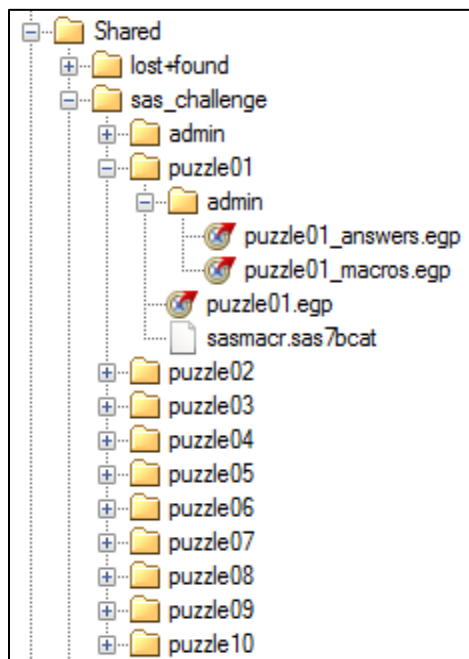 Shared
lost+found
sas_challenge
admin
puzzle01
admin
puzzle01_answers.egp
puzzle01_macros.egp
puzzle01.egp
sasmacr.sas7bcat
puzzle02
puzzle03
puzzle04
puzzle05
puzzle06
puzzle07
puzzle08
puzzle09
puzzle10